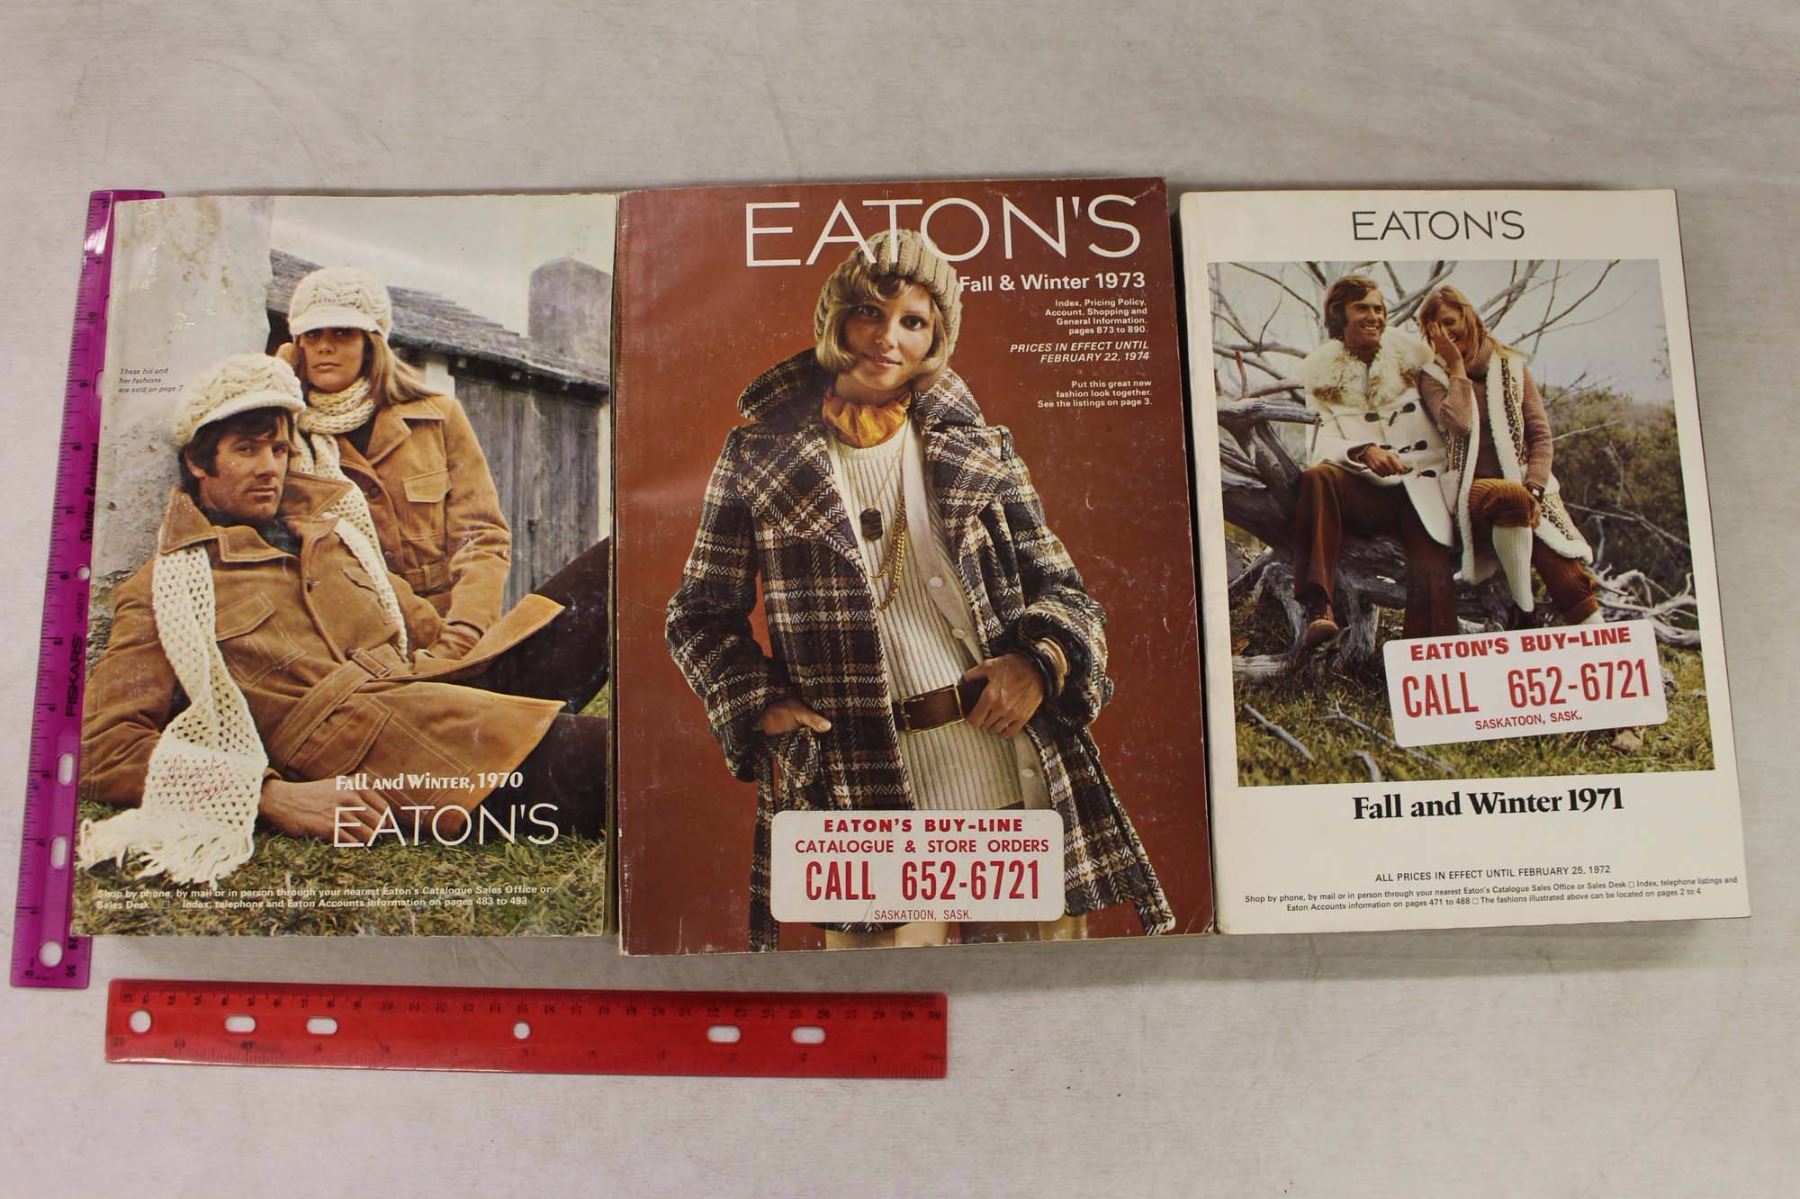 These his and
her fashions
are sold on page 7
Fall and Winter, 1970
EATON'S
Shop by phone, by mail or in person through your nearest Eaton's Catalogue Sales Office or
Sales Desk □ Index, telephone and Eaton Accounts information on pages 483 to 493
EATON'S
Fall & Winter 1973
Index, Pricing Policy,
Account, Shopping and
General Information,
pages 873 to 890.
PRICES IN EFFECT UNTIL
FEBRUARY 22, 1974
Put this great new
fashion look together.
See the listings on page 3.
EATON'S BUY-LINE
CATALOGUE & STORE ORDERS
CALL 652-6721
SASKATOON, SASK.
EATON'S
EATON'S BUY-LINE
CALL 652-6721
SASKATOON, SASK.
Fall and Winter 1971
ALL PRICES IN EFFECT UNTIL FEBRUARY 25, 1972
Shop by phone, by mail or in person through your nearest Eaton's Catalogue Sales Office or Sales Desk □ Index, telephone listings and
Eaton Accounts information on pages 471 to 488 □ The fashions illustrated above can be located on pages 2 to 4
FISKARS